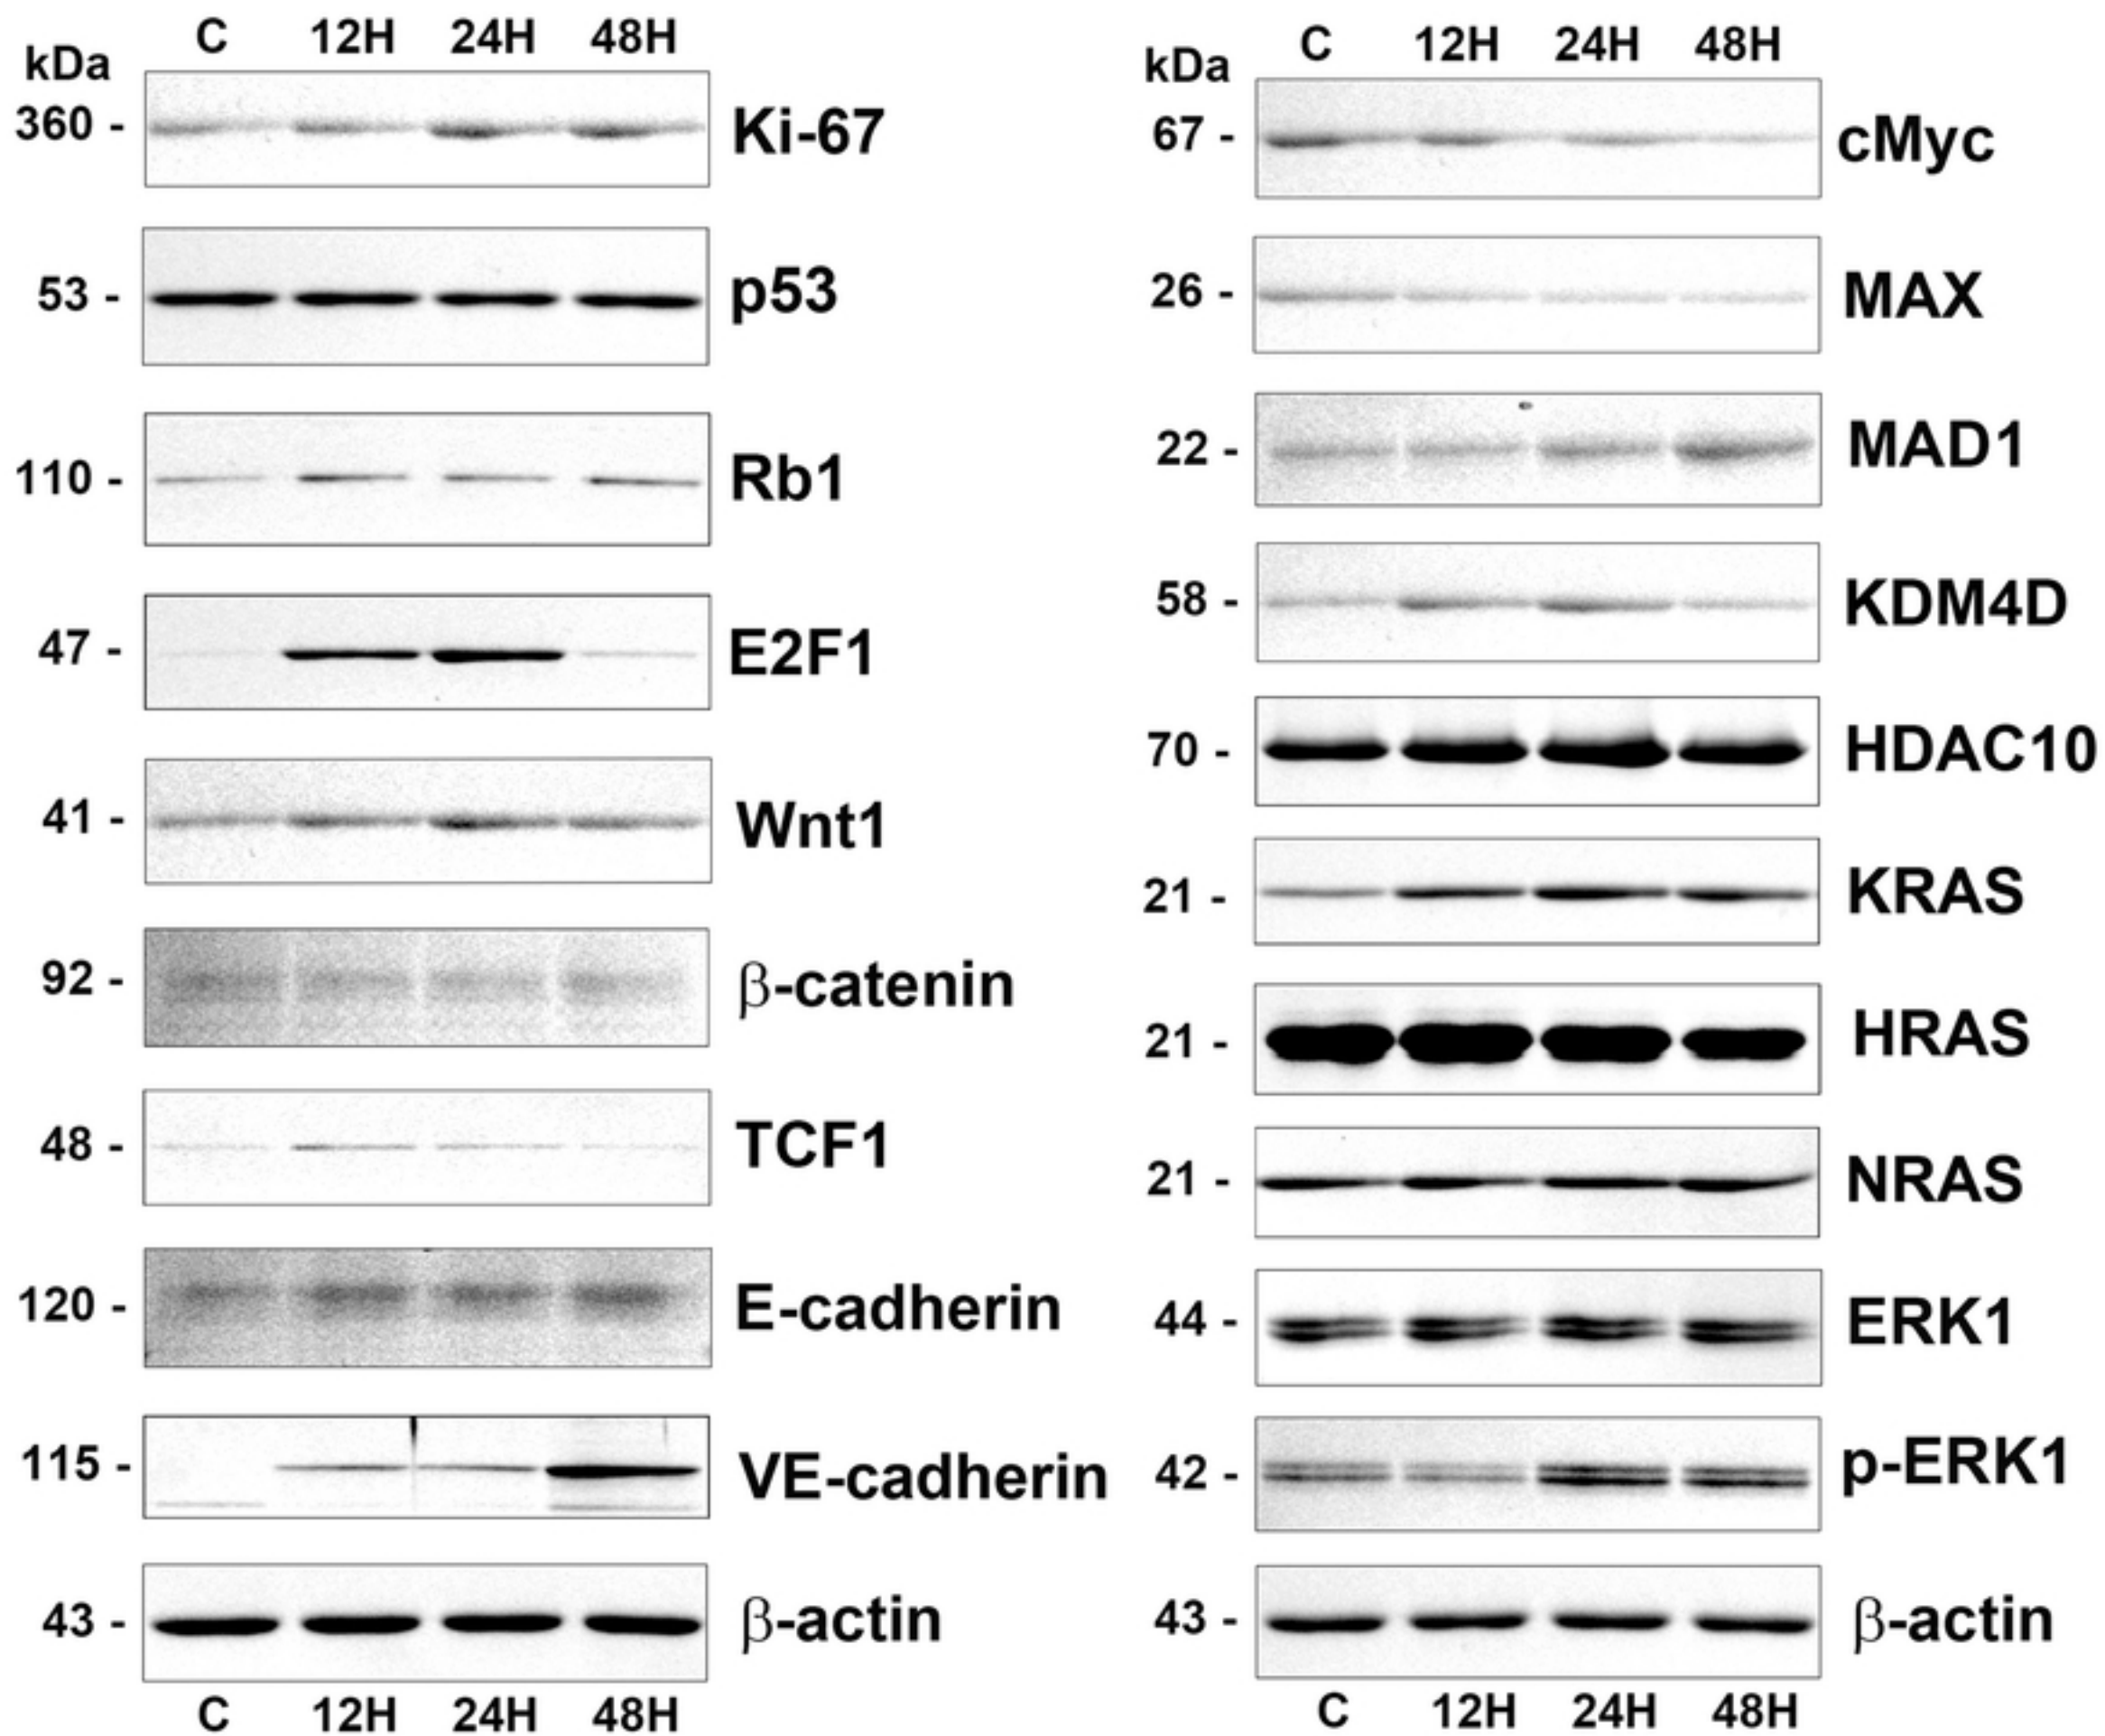 C 12H 24H 48H
kDa
360 - Ki-67
53 - p53
110 - Rb1
47 - E2F1
41 - Wnt1
92 - β-catenin
48 - TCF1
120 - E-cadherin
115 - VE-cadherin
43 - β-actin
C 12H 24H 48H
C 12H 24H 48H
kDa
67 - cMyc
26 - MAX
22 - MAD1
58 - KDM4D
70 - HDAC10
21 - KRAS
21 - HRAS
21 - NRAS
44 - ERK1
42 - p-ERK1
43 - β-actin
C 12H 24H 48H